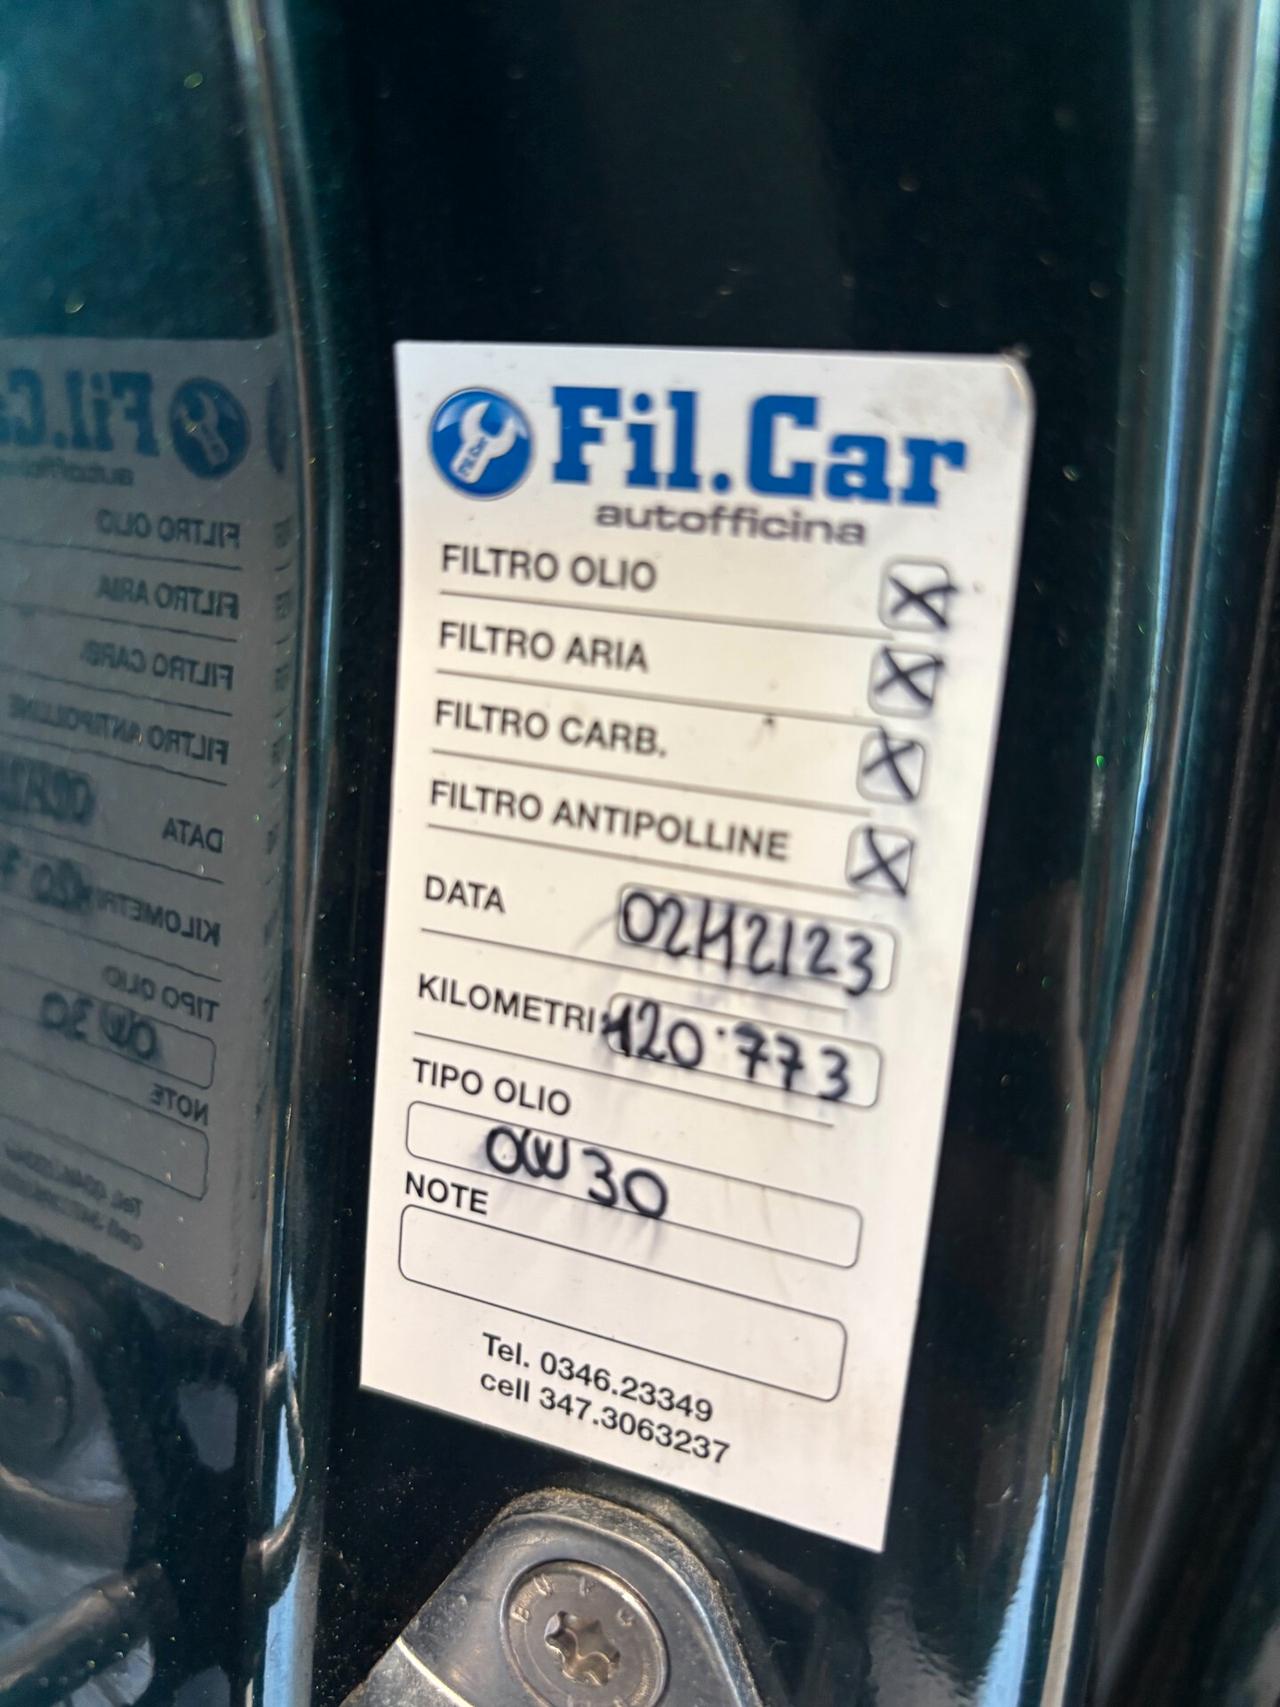 Fil.Car
autofficina
FILTRO OLIO X
FILTRO ARIA X
FILTRO CARB. X
FILTRO ANTIPOLLINE X
DATA 02/12/23
KILOMETRI 120.773
TIPO OLIO
0W30
NOTE
Tel. 0346.23349
cell 347.3063237